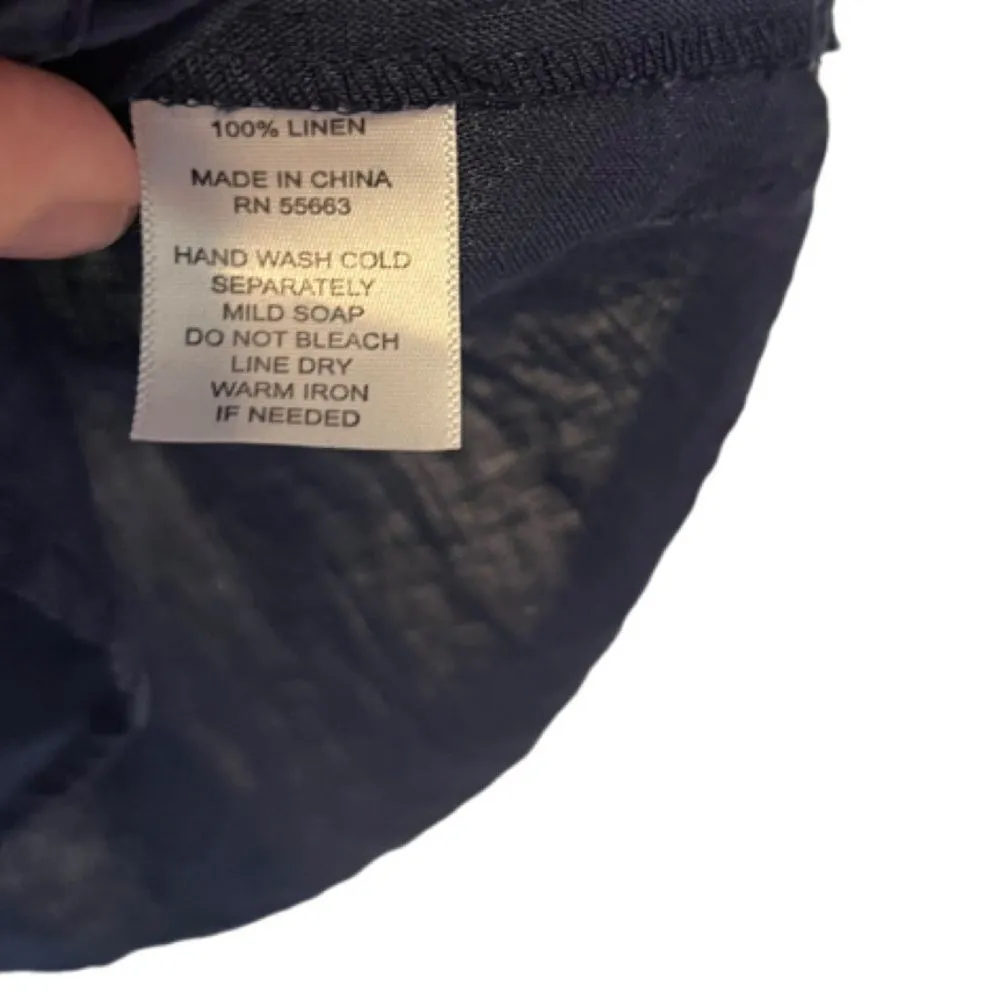 100% LINEN
MADE IN CHINA
RN 55663
HAND WASH COLD
SEPARATELY
MILD SOAP
DO NOT BLEACH
LINE DRY
WARM IRON
IF NEEDED